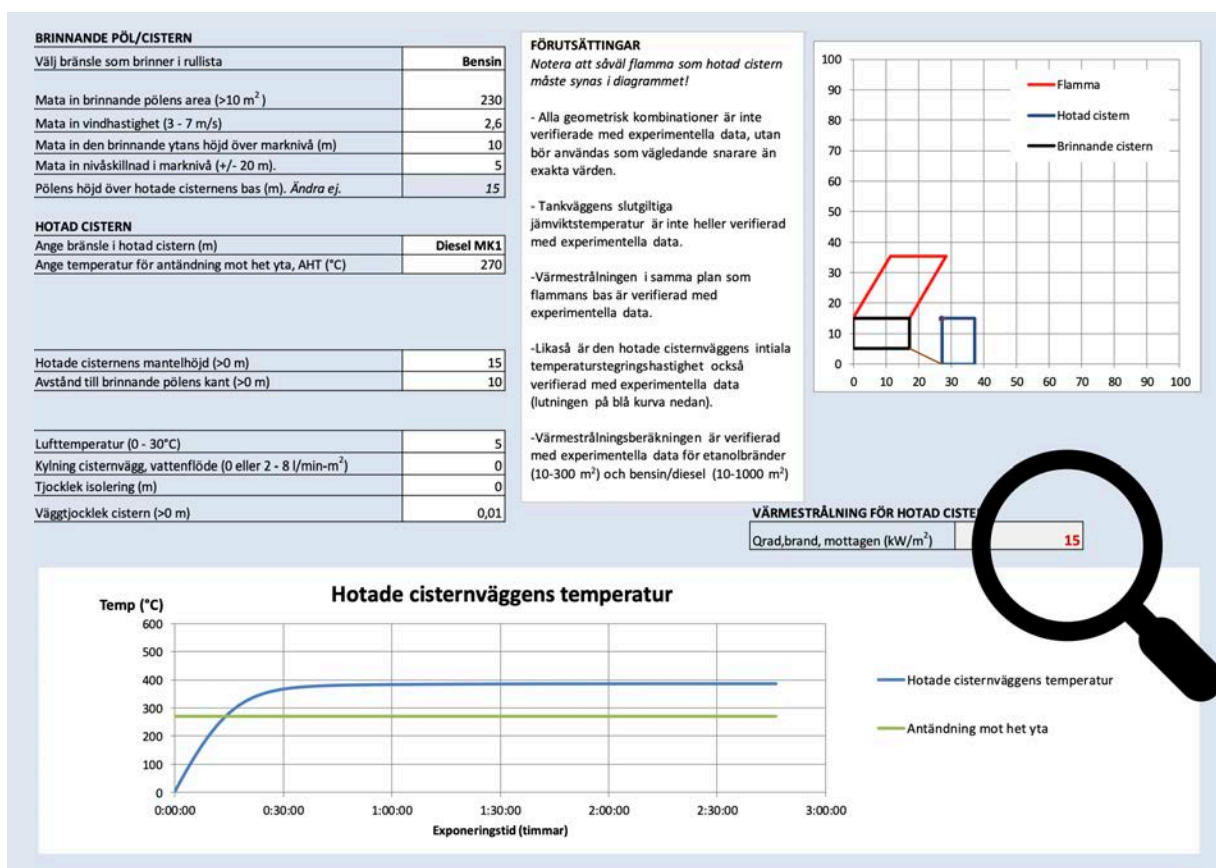 BRINNANDE PÖL/CISTERN
Välj bränsle som brinner i rullista Bensin
Mata in brinnande pölens area (>10 m²) 230
Mata in vindhastighet (3 - 7 m/s) 2,6
Mata in den brinnande ytans höjd över marknivå (m) 10
Mata in nivåskillnad i marknivå (+/- 20 m). 5
Pölens höjd över hotade cisternens bas (m). Ändra ej. 15
HOTAD CISTERN
Ange bränsle i hotad cistern (m) Diesel MK1
Ange temperatur för antändning mot het yta, AHT (°C) 270
Hotade cisternens mantelhöjd (>0 m) 15
Avstånd till brinnande pölens kant (>0 m) 10
Lufttemperatur (0 - 30°C) 5
Kylning cisternvägg, vattenflöde (0 eller 2 - 8 l/min-m²) 0
Tjocklek isolering (m) 0
Väggtjocklek cistern (>0 m) 0,01
FÖRUTSÄTTINGAR
Notera att såväl flamma som hotad cistern
måste synas i diagrammet!
- Alla geometrisk kombinationer är inte
verifierade med experimentella data, utan
bör användas som vägledande snarare än
exakta värden.
- Tankväggens slutgiltiga
jämviktstemperatur är inte heller verifierad
med experimentella data.
-Värmestrålningen i samma plan som
flammans bas är verifierad med
experimentella data.
-Likaså är den hotade cisternväggens intiala
temperaturstegringshastighet också
verifierad med experimentella data
(lutningen på blå kurva nedan).
-Värmestrålningsberäkningen är verifierad
med experimentella data för etanolbränder
(10-300 m²) och bensin/diesel (10-1000 m²)
100
90
80
70
60
50
40
30
20
10
0
0 10 20 30 40 50 60 70 80 90 100
Flamma
Hotad cistern
Brinnande cistern
VÄRMESTRÅLNING FÖR HOTAD
Qrad,brand, mottagen (kW/m²) 15
Hotade cisternväggens temperatur
Temp (°C)
600
500
400
300
200
100
0
0:00:00 0:30:00 1:00:00 1:30:00 2:00:00 2:30:00 3:00:00
Exponeringstid (timmar)
Hotade cisternväggens temperatur
Antändning mot het yta